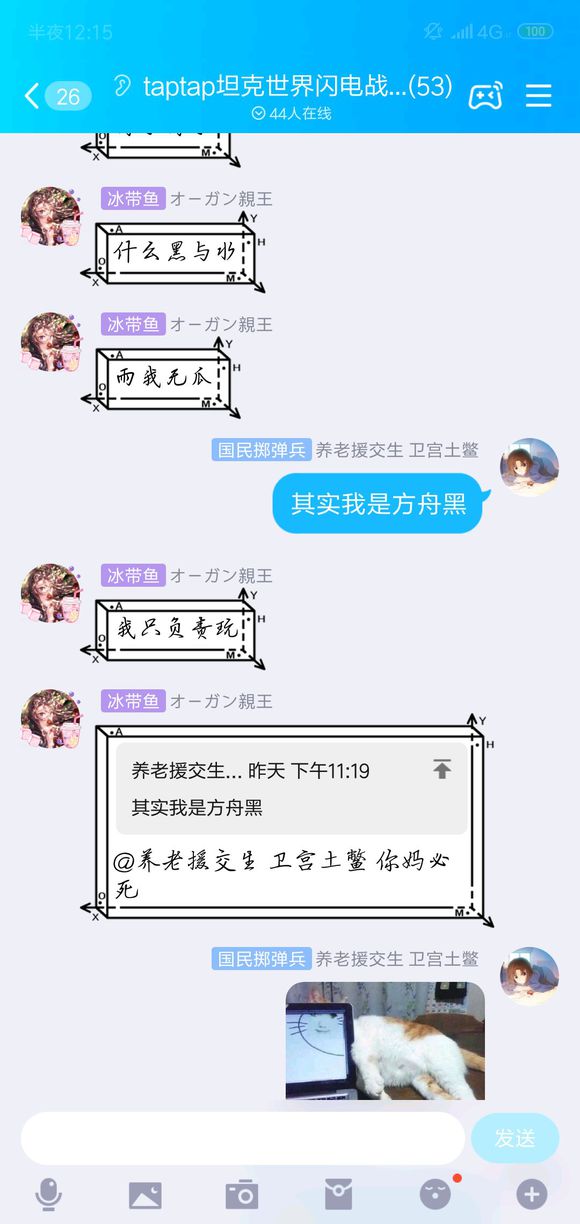 半夜12:15
4G
100
26
taptap坦克世界闪电战...(53)
44人在线
X
O
M
冰带鱼 オーガン親王
Y
A
H
什么黑与水
O
X
M
冰带鱼 オーガン親王
Y
A
H
而我无瓜
O
X
M
国民掷弹兵 养老援交生 卫宫土鳖
其实我是方舟黑
冰带鱼 オーガン親王
Y
A
H
我只负责玩
O
X
M
冰带鱼 オーガン親王
Y
A
H
养老援交生... 昨天 下午11:19
其实我是方舟黑
@养老援交生 卫宫土鳖 你妈必
死
O
X
M
国民掷弹兵 养老援交生 卫宫土鳖
发送